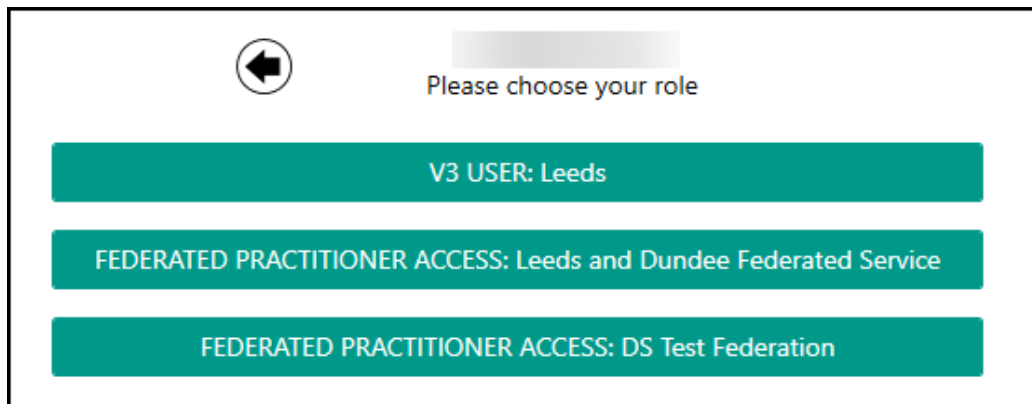 Please choose your role
V3 USER: Leeds
FEDERATED PRACTITIONER ACCESS: Leeds and Dundee Federated Service
FEDERATED PRACTITIONER ACCESS: DS Test Federation